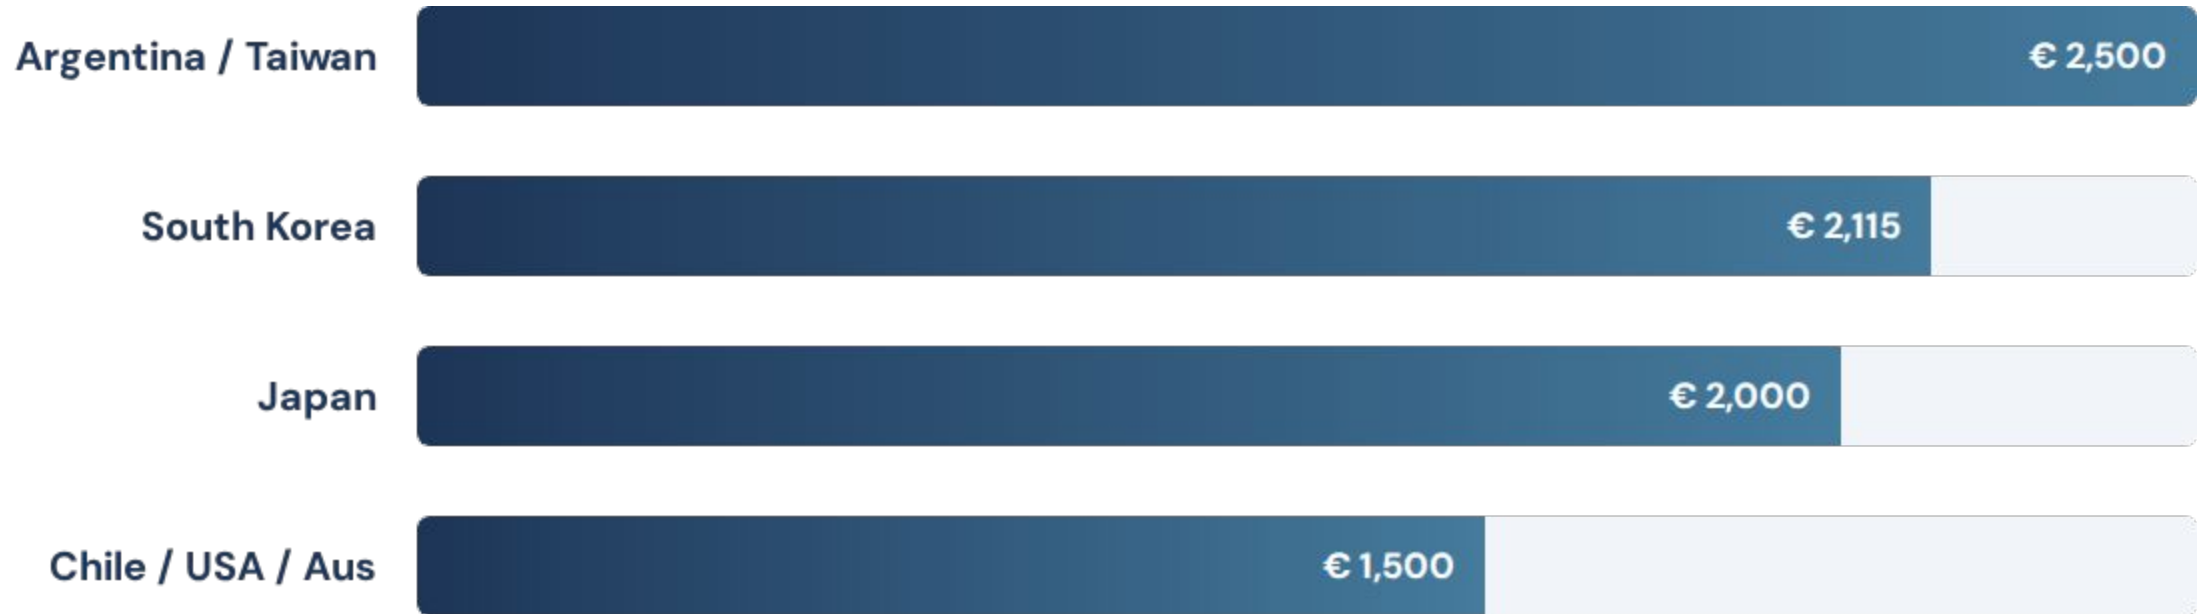 Argentina / Taiwan € 2,500
South Korea € 2,115
Japan € 2,000
Chile / USA / Aus € 1,500